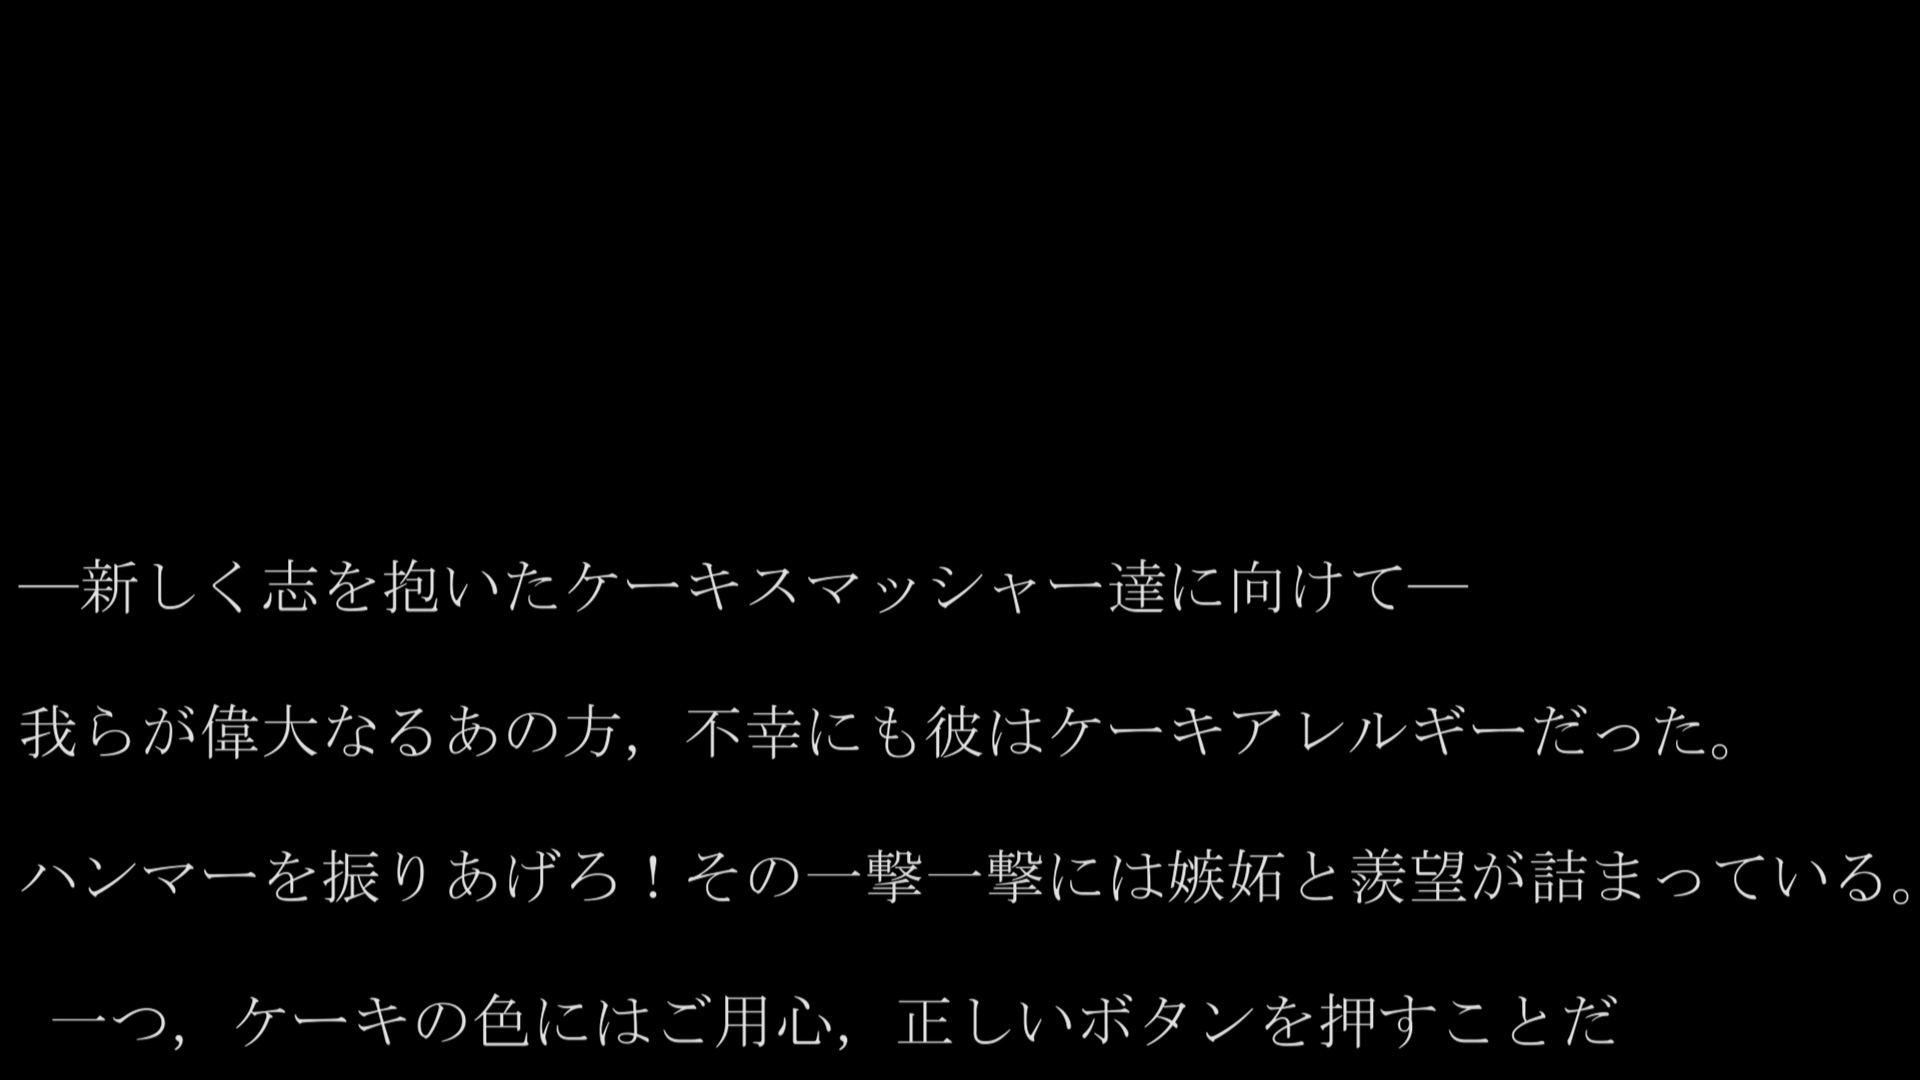 ―新しく志を抱いたケーキスマッシャー達に向けて―
我らが偉大なるあの方，不幸にも彼はケーキアレルギーだった。
ハンマーを振りあげろ！その一撃一撃には嫉妬と羨望が詰まっている。
一つ，ケーキの色にはご用心，正しいボタンを押すことだ